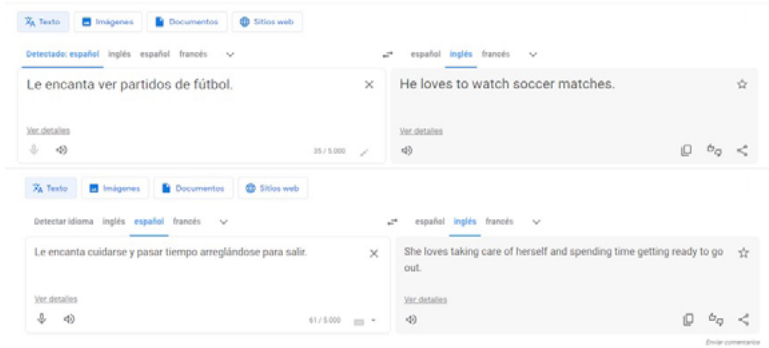 Texto Imágenes Documentos Sitios web
Detectado: español inglés español francés español inglés francés
Le encanta ver partidos de fútbol. He loves to watch soccer matches.
Ver detalles Ver detalles
35 / 5.000
Texto Imágenes Documentos Sitios web
Detectar idioma inglés español francés español inglés francés
Le encanta cuidarse y pasar tiempo arreglándose para salir. She loves taking care of herself and spending time getting ready to go
out.
Ver detalles Ver detalles
61 / 5.000
Enviar comentarios